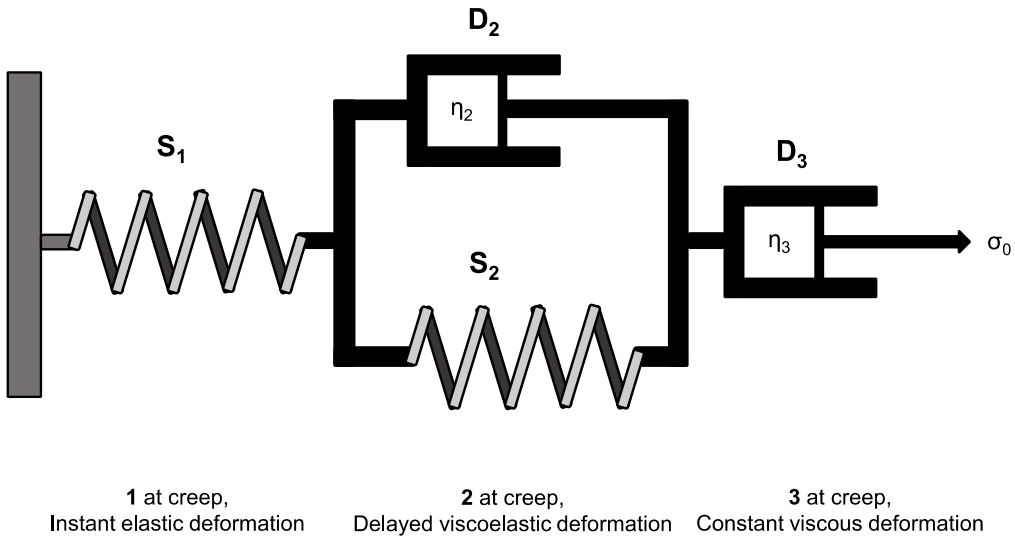 D₂
η₂
S₁
D₃
η₃
σ₀
S₂
1 at creep,
Instant elastic deformation
2 at creep,
Delayed viscoelastic deformation
3 at creep,
Constant viscous deformation